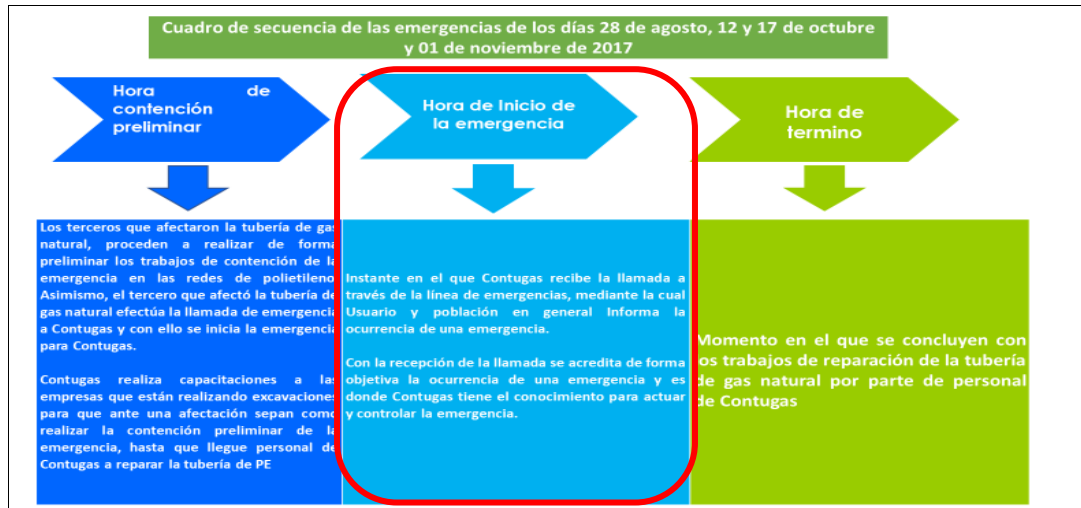 Cuadro de secuencia de las emergencias de los días 28 de agosto, 12 y 17 de octubre
y 01 de noviembre de 2017
Hora de
contención
preliminar
Hora de Inicio de
la emergencia
Hora de
termino
Los terceros que afectaron la tubería de gas
natural, proceden a realizar de forma
preliminar los trabajos de contención de la
emergencia en las redes de polietileno
Asimismo, el tercero que afectó la tubería de
gas natural efectúa la llamada de emergencia
a Contugas y con ello se inicia la emergencia
para Contugas.
Contugas realiza capacitaciones a las
empresas que están realizando excavaciones
para que ante una afectación sepan como
realizar la contención preliminar de la
emergencia, hasta que llegue personal de
Contugas a reparar la tubería de PE
Instante en el que Contugas recibe la llamada a
través de la línea de emergencias, mediante la cual
Usuario y población en general Informa la
ocurrencia de una emergencia.
Con la recepción de la llamada se acredita de forma
objetiva la ocurrencia de una emergencia y es
donde Contugas tiene el conocimiento para actuar
y controlar la emergencia.
Momento en el que se concluyen con
los trabajos de reparación de la tubería
de gas natural por parte de personal
de Contugas